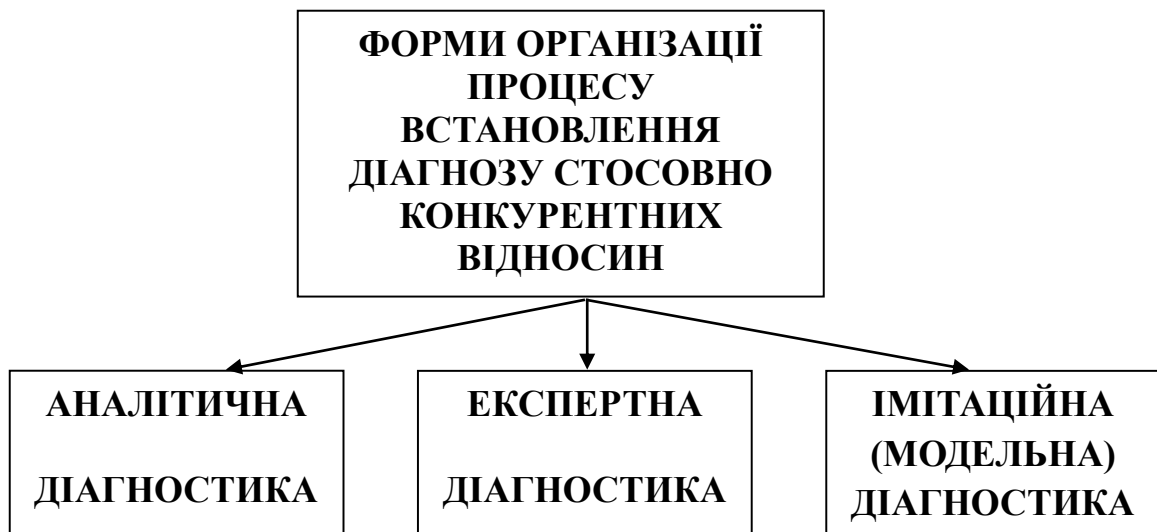 ФОРМИ ОРГАНІЗАЦІЇ
ПРОЦЕСУ
ВСТАНОВЛЕННЯ
ДІАГНОЗУ СТОСОВНО
КОНКУРЕНТНИХ
ВІДНОСИН
АНАЛІТИЧНА
ДІАГНОСТИКА
ЕКСПЕРТНА
ДІАГНОСТИКА
ІМІТАЦІЙНА
(МОДЕЛЬНА)
ДІАГНОСТИКА